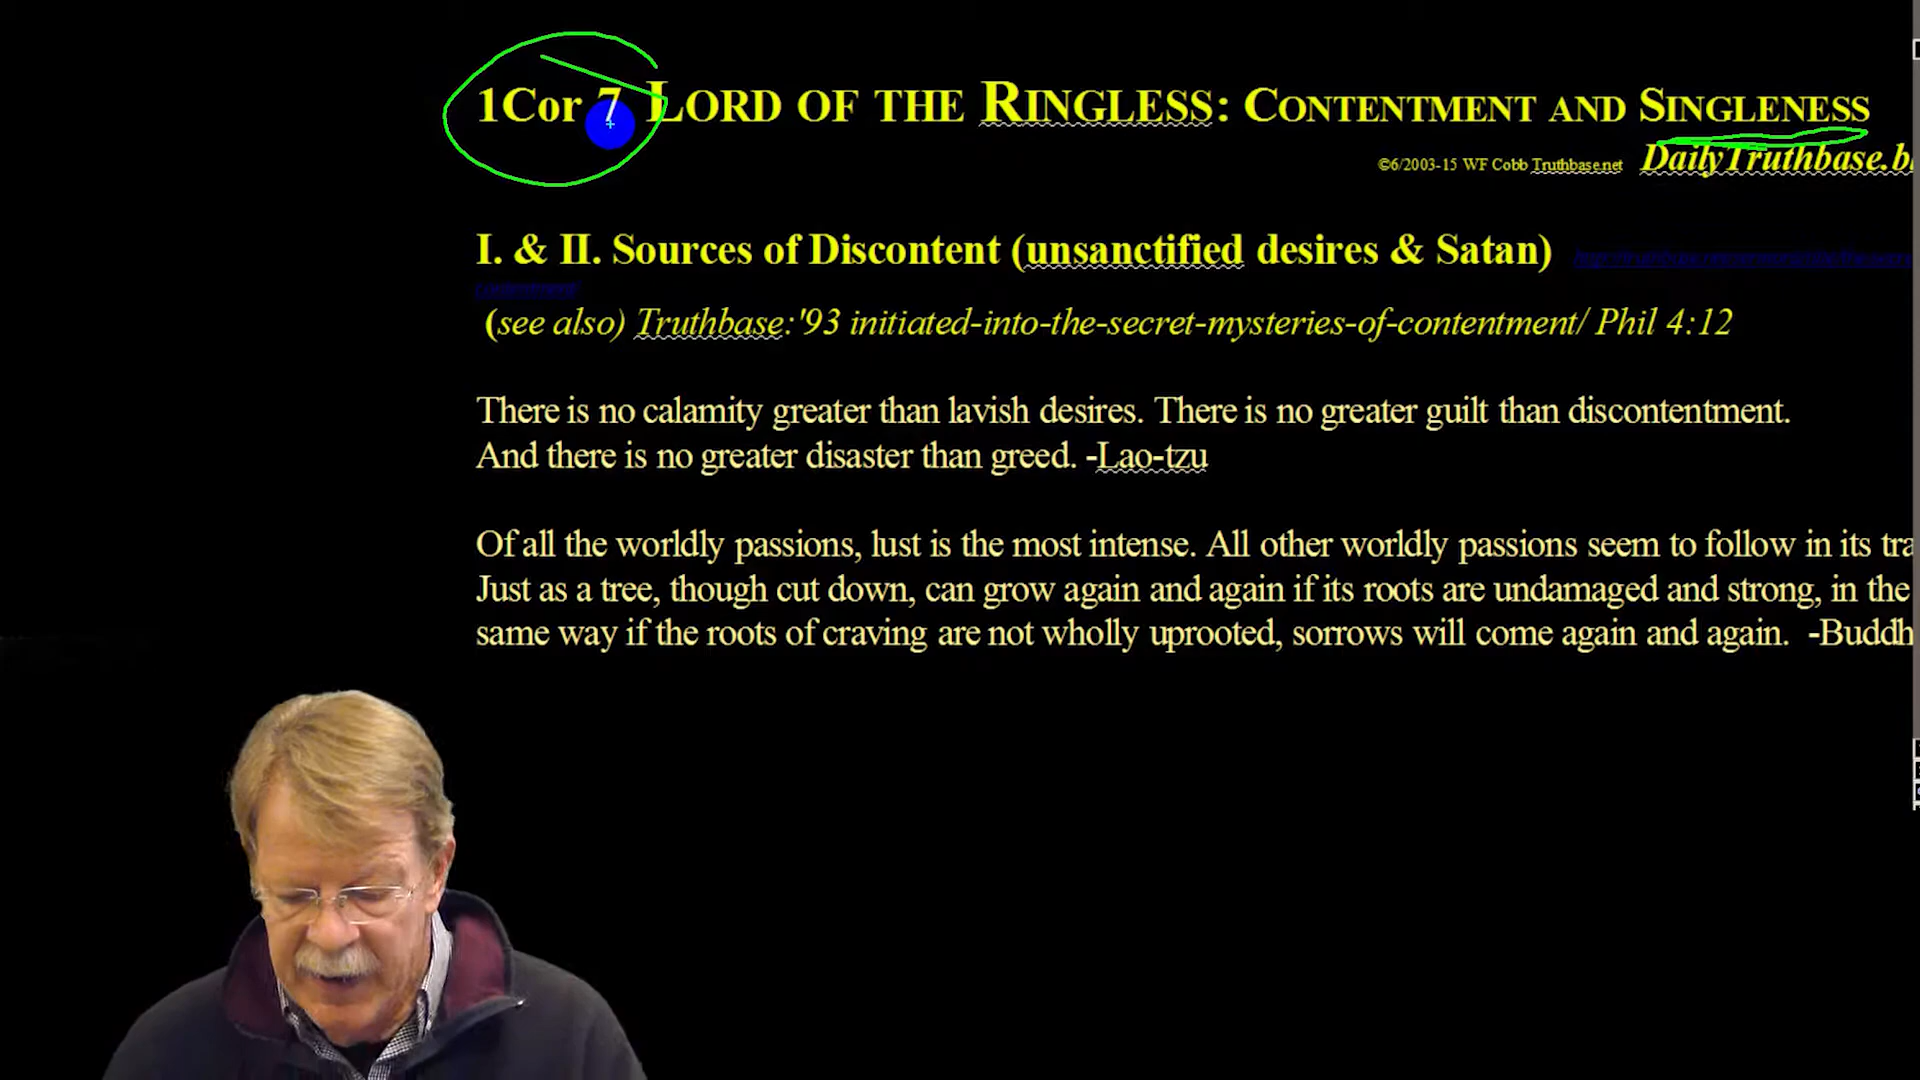 1Cor 7 LORD OF THE RINGLESS: CONTENTMENT AND SINGLENESS
©6/2003-15 WF Cobb Truthbase.net DailyTruthbase.bl
I. & II. Sources of Discontent (unsanctified desires & Satan)
contentment/
(see also) Truthbase:'93 initiated-into-the-secret-mysteries-of-contentment/ Phil 4:12
There is no calamity greater than lavish desires. There is no greater guilt than discontentment.
And there is no greater disaster than greed. -Lao-tzu
Of all the worldly passions, lust is the most intense. All other worldly passions seem to follow in its tra
Just as a tree, though cut down, can grow again and again if its roots are undamaged and strong, in the
same way if the roots of craving are not wholly uprooted, sorrows will come again and again. -Buddh